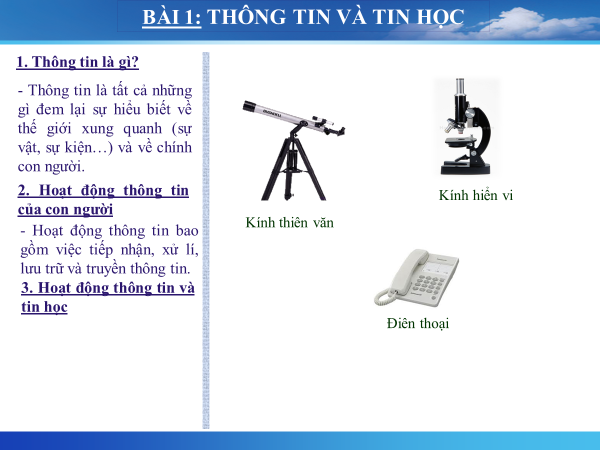 BÀI 1: THÔNG TIN VÀ TIN HỌC
1. Thông tin là gì?
- Thông tin là tất cả những
gì đem lại sự hiểu biết về
thế giới xung quanh (sự
vật, sự kiện…) và về chính
con người.
2. Hoạt động thông tin
của con người
- Hoạt động thông tin bao
gồm việc tiếp nhận, xử lí,
lưu trữ và truyền thông tin.
3. Hoạt động thông tin và
tin học
Kính thiên văn
Kính hiển vi
Điên thoại